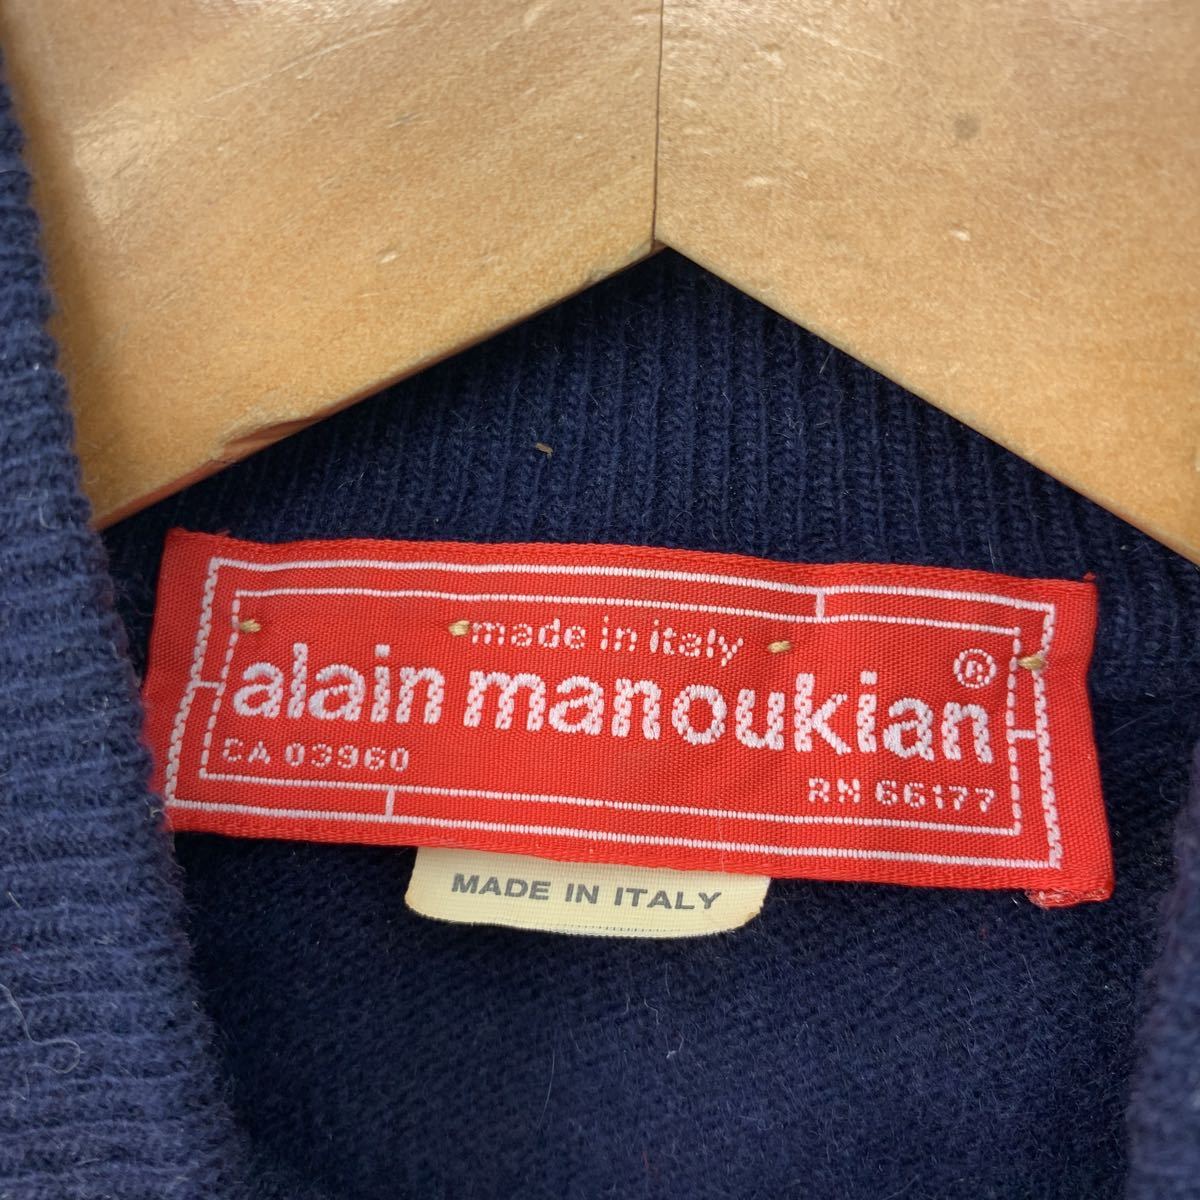 made in italy
alain manoukian ®
CA 03960
RN 66177
MADE IN ITALY